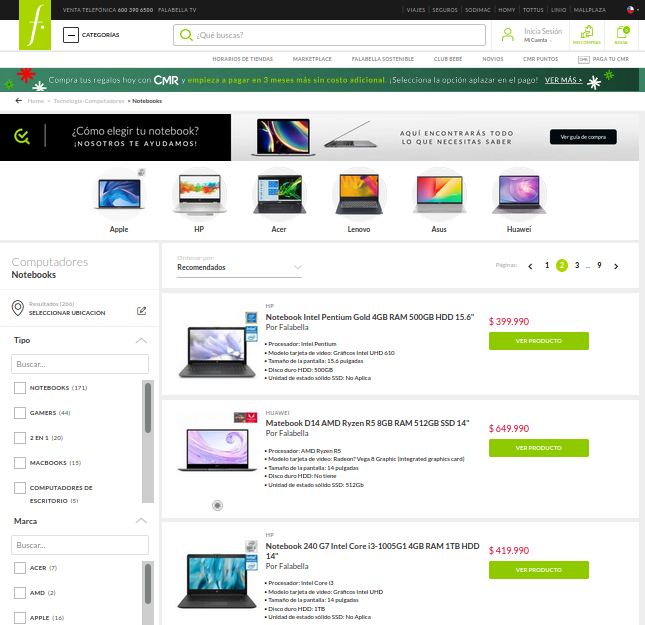 VENTA TELEFÓNICA 600 390 6500 FALABELLA TV
VIAJES SEGUROS SODIMAC HOMY TOTTUS LINIO MALLPLAZA
f.
CATEGORÍAS
¿Qué buscas?
Inicia Sesión
Mi Cuenta
MIS COMPRAS
0
BOLSA
HORARIOS DE TIENDAS MARKETPLACE FALABELLA SOSTENIBLE CLUB BEBÉ NOVIOS CMR PUNTOS CMR PAGA TU CMR
Compra tus regalos hoy con CMR y empieza a pagar en 3 meses más sin costo adicional. ¡Selecciona la opción aplazar en el pago! VER MÁS >
Home > Tecnología-Computadores > Notebooks
¿Cómo elegir tu notebook?
¡NOSOTROS TE AYUDAMOS!
AQUÍ ENCONTRARÁS TODO
LO QUE NECESITAS SABER
Ver guía de compra
Apple HP Acer Lenovo Asus Huawei
Computadores
Notebooks
Ordenar por:
Recomendados
Páginas: 1 2 3 ... 9
Resultados (266)
SELECCIONAR UBICACIÓN
Tipo
Buscar...
NOTEBOOKS (171)
GAMERS (44)
2 EN 1 (20)
MACBOOKS (15)
COMPUTADORES DE
ESCRITORIO (5)
Marca
Buscar...
ACER (7)
AMD (2)
APPLE (16)
HP
Notebook Intel Pentium Gold 4GB RAM 500GB HDD 15.6"
Por Falabella
• Procesador: Intel Pentium
• Modelo tarjeta de video: Gráficos Intel UHD 610
• Tamaño de la pantalla: 15.6 pulgadas
• Disco duro HDD: 500GB
• Unidad de estado sólido SSD: No Aplica
$ 399.990
VER PRODUCTO
HUAWEI
Matebook D14 AMD Ryzen R5 8GB RAM 512GB SSD 14"
Por Falabella
• Procesador: AMD Ryzen R5
• Modelo tarjeta de video: Radeon? Vega 8 Graphic (Integrated graphics card)
• Tamaño de la pantalla: 14 pulgadas
• Disco duro HDD: No tiene
• Unidad de estado sólido SSD: 512Gb
$ 649.990
VER PRODUCTO
HP
Notebook 240 G7 Intel Core i3-1005G1 4GB RAM 1TB HDD
14"
Por Falabella
• Procesador: Intel Core i3
• Modelo tarjeta de video: Gráficos Intel UHD
• Tamaño de la pantalla: 14 pulgadas
• Disco duro HDD: 1TB
• Unidad de estado sólido SSD: No Aplica
$ 419.990
VER PRODUCTO